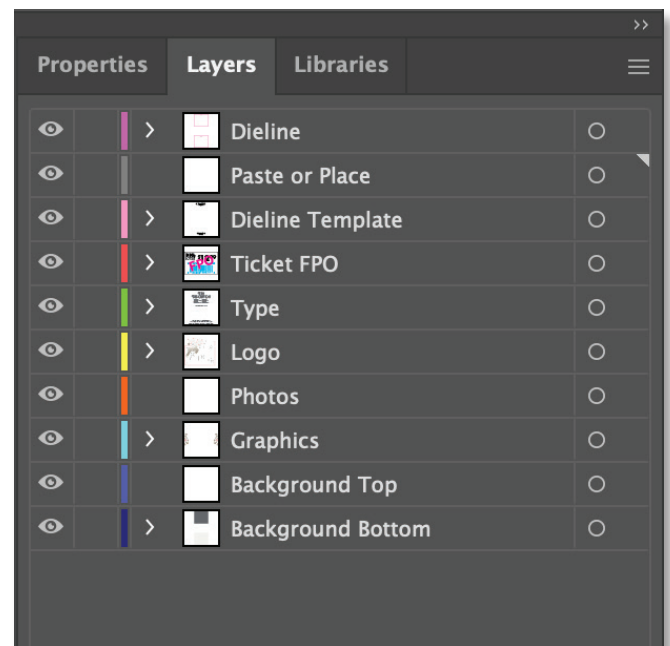 Properties Layers Libraries
Dieline
Paste or Place
Dieline Template
Ticket FPO
FPO
Type
Logo
Photos
Graphics
Background Top
Background Bottom